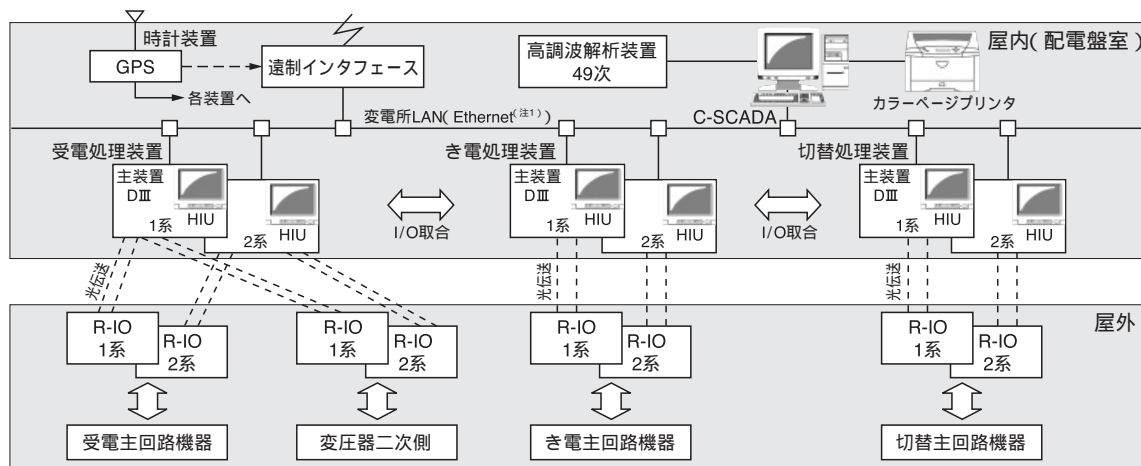 屋内(配電盤室)
時計装置
GPS
各装置へ
遠制インタフェース
高調波解析装置
49次
カラーページプリンタ
変電所LAN(Ethernet(注1))
C-SCADA
受電処理装置
主装置
DⅢ
1系
HIU
2系
HIU
I/O取合
き電処理装置
主装置
DⅢ
1系
HIU
2系
HIU
I/O取合
切替処理装置
主装置
DⅢ
1系
HIU
2系
HIU
光伝送
光伝送
光伝送
屋外
R-IO
1系
R-IO
2系
R-IO
1系
R-IO
2系
R-IO
1系
R-IO
2系
R-IO
1系
R-IO
2系
受電主回路機器
変圧器二次側
き電主回路機器
切替主回路機器